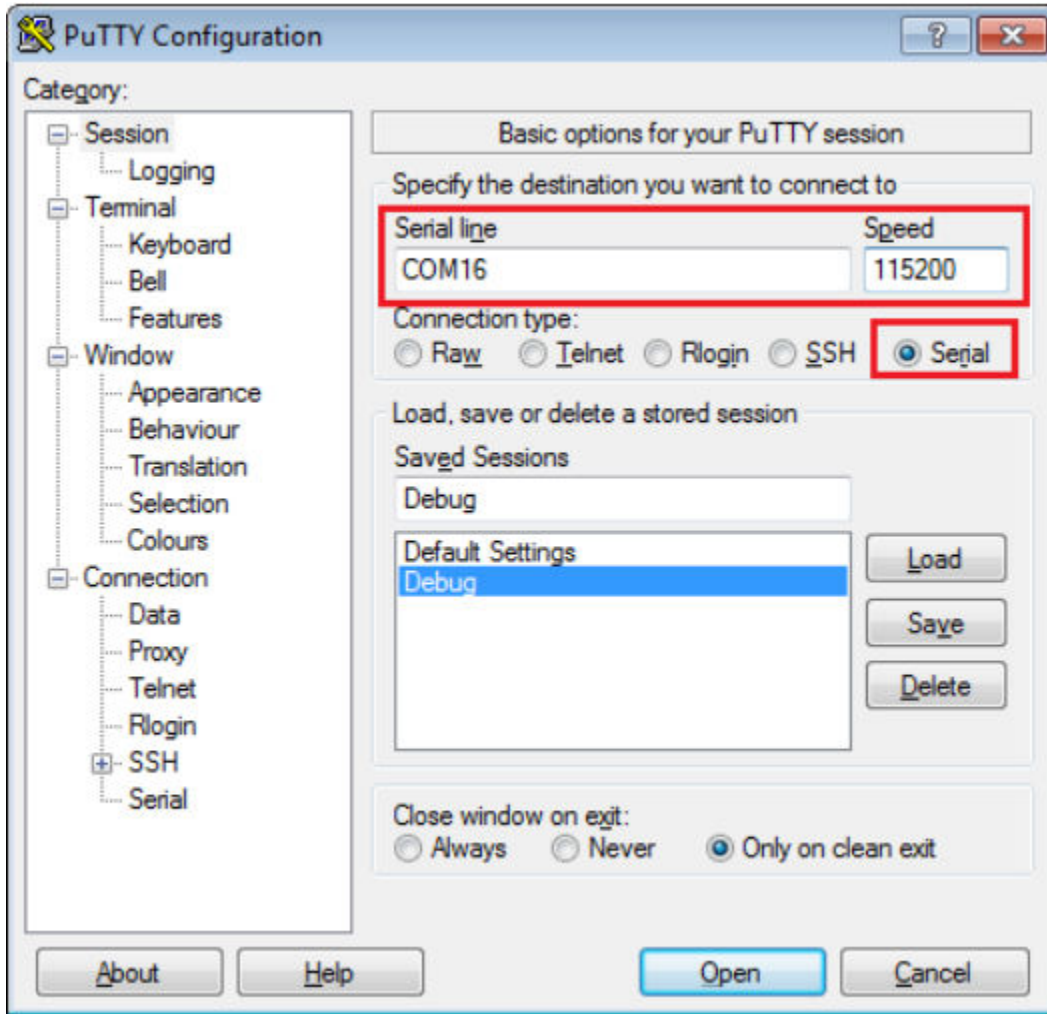 PuTTY Configuration
Category:
Session
Logging
Terminal
Keyboard
Bell
Features
Window
Appearance
Behaviour
Translation
Selection
Colours
Connection
Data
Proxy
Telnet
Rlogin
SSH
Serial
Basic options for your PuTTY session
Specify the destination you want to connect to
Serial line Speed
COM16 115200
Connection type:
Raw Telnet Rlogin SSH Serial
Load, save or delete a stored session
Saved Sessions
Debug
Default Settings
Debug
Load
Save
Delete
Close window on exit:
Always Never Only on clean exit
About Help Open Cancel